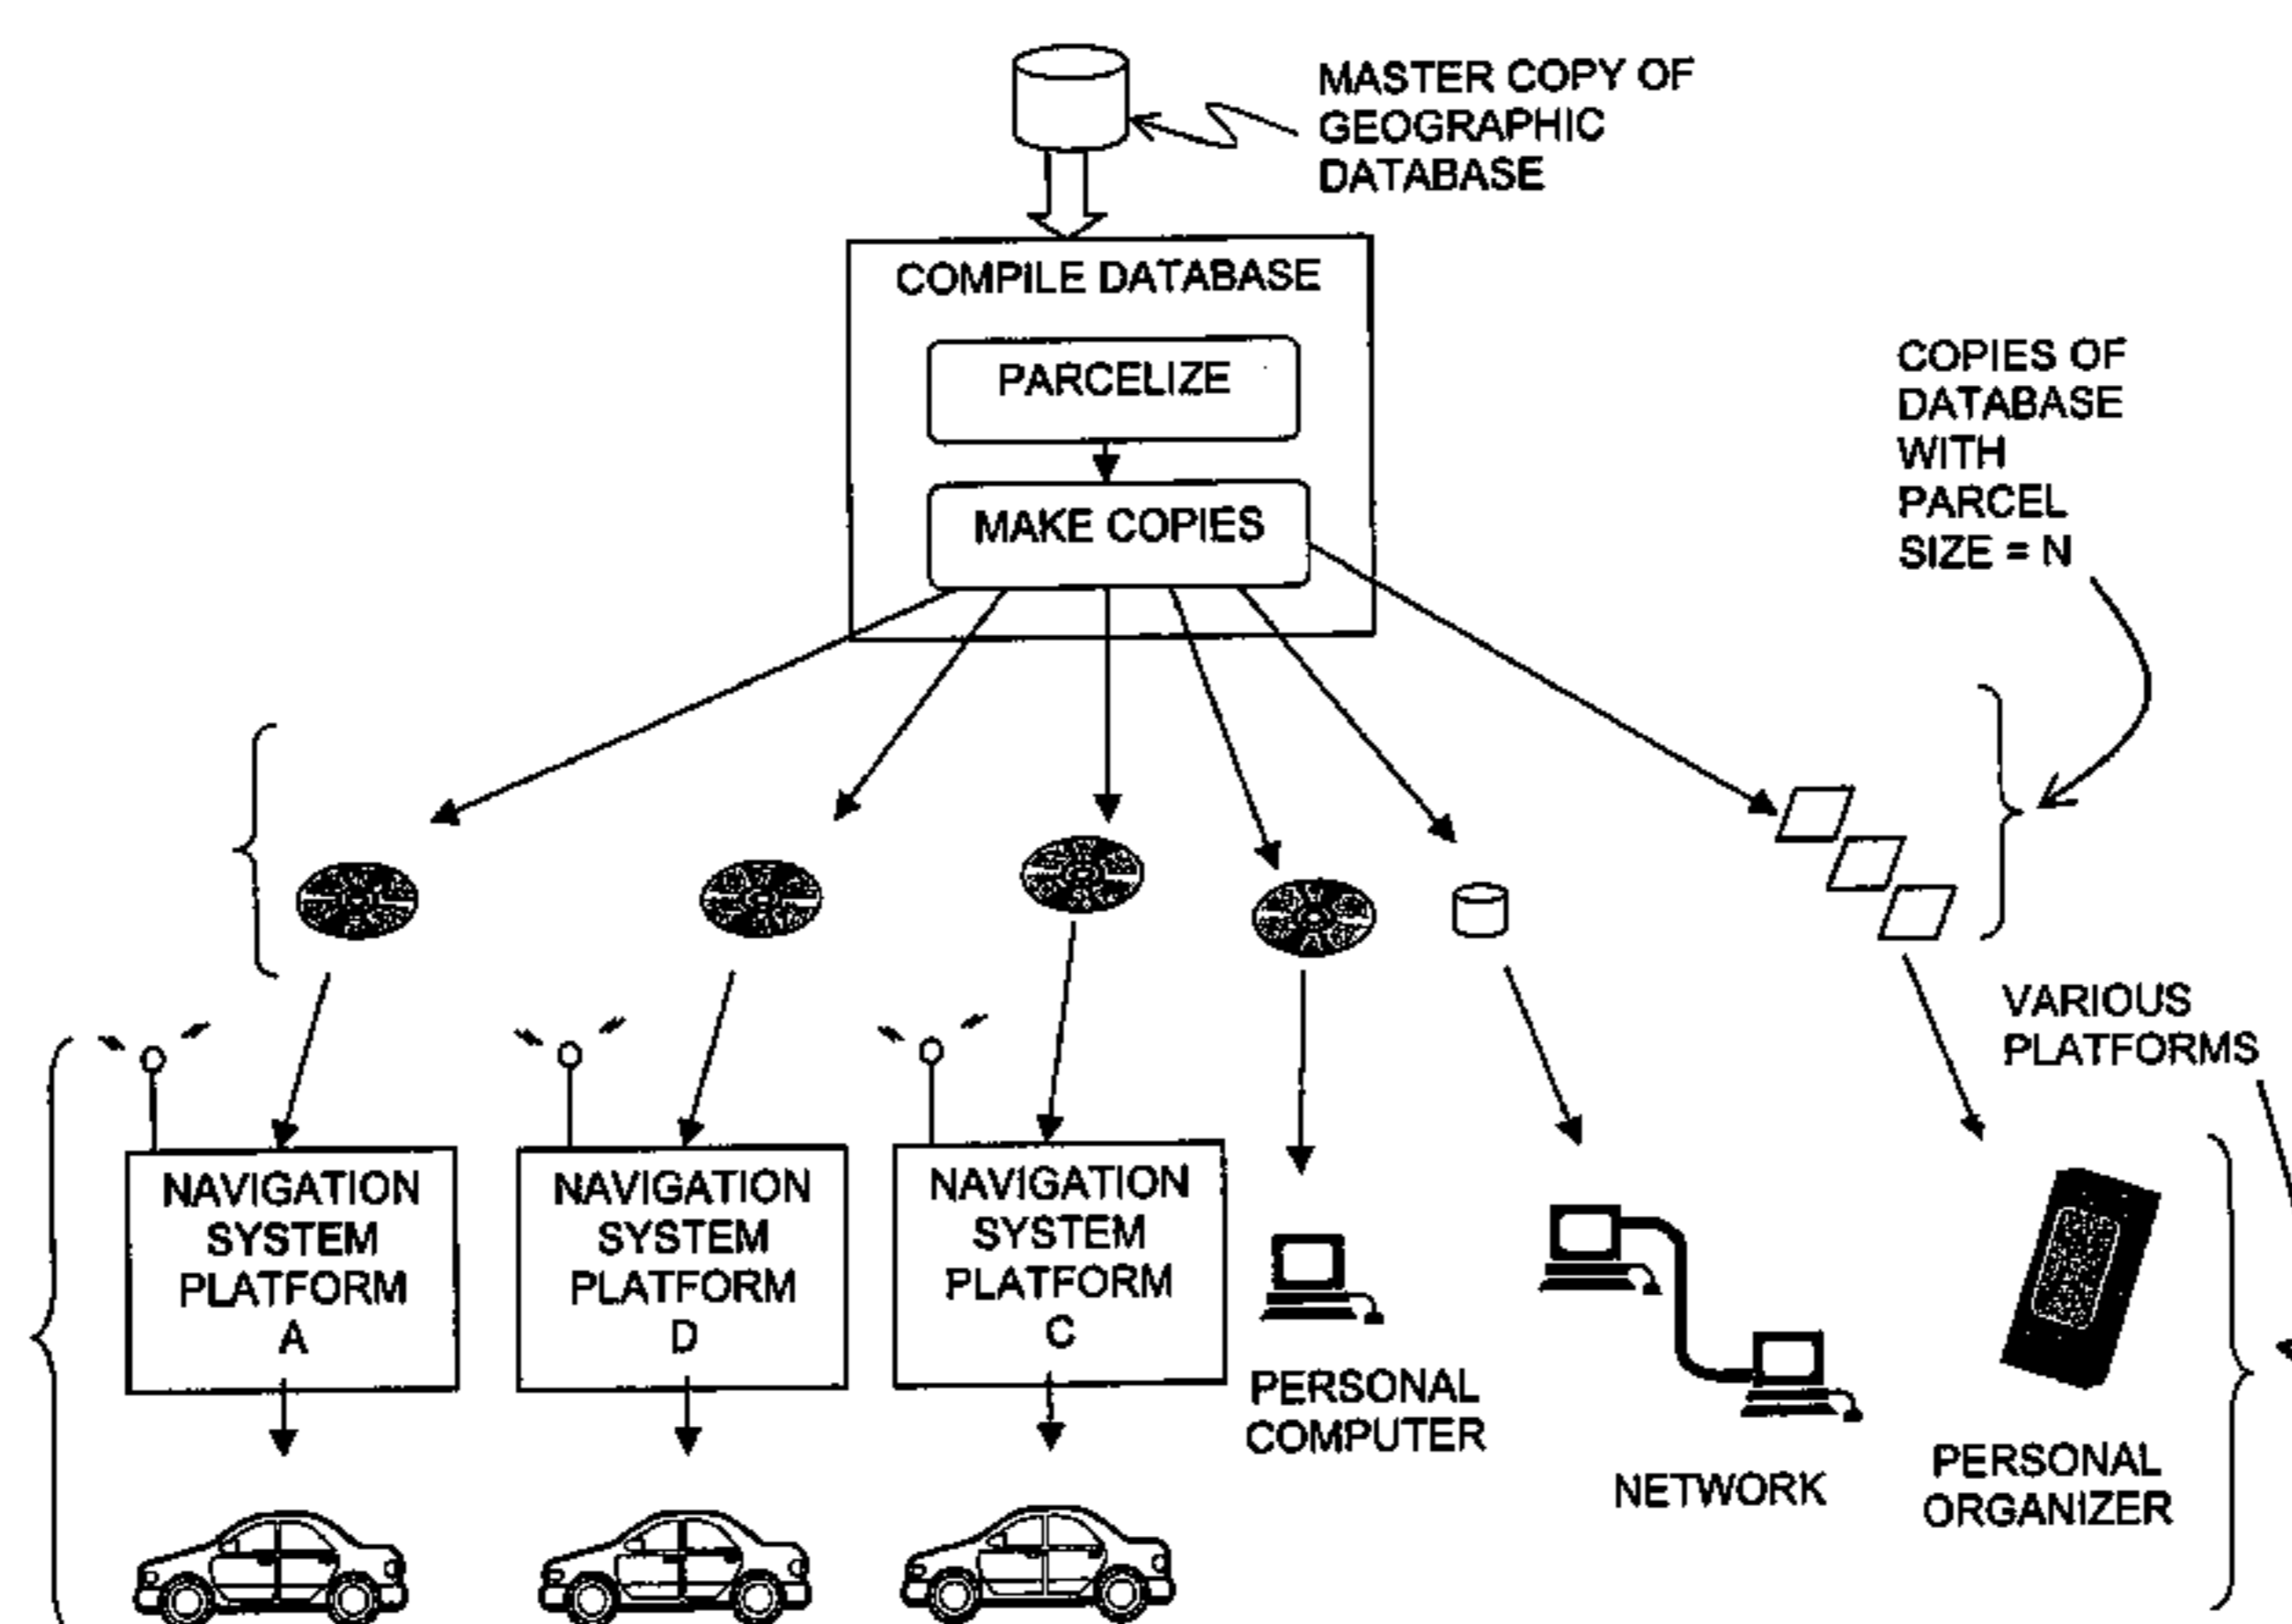 MASTER COPY OF
GEOGRAPHIC
DATABASE
COMPILE DATABASE
PARCELIZE
MAKE COPIES
COPIES OF
DATABASE
WITH
PARCEL
SIZE = N
VARIOUS
PLATFORMS
NAVIGATION
SYSTEM
PLATFORM
A
NAVIGATION
SYSTEM
PLATFORM
D
NAVIGATION
SYSTEM
PLATFORM
C
PERSONAL
COMPUTER
NETWORK
PERSONAL
ORGANIZER